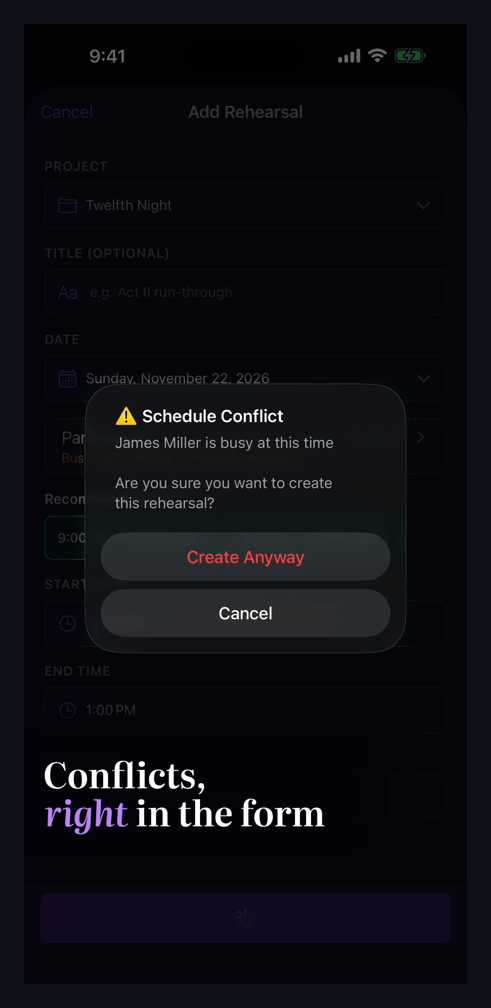 9:41
Cancel
Add Rehearsal
PROJECT
Twelfth Night
TITLE (OPTIONAL)
Aa e.g. Act II run-through
DATE
Sunday, November 22, 2026
⚠️ Schedule Conflict
James Miller is busy at this time
Are you sure you want to create
this rehearsal?
Create Anyway
Cancel
END TIME
1:00 PM
Conflicts,
right in the form